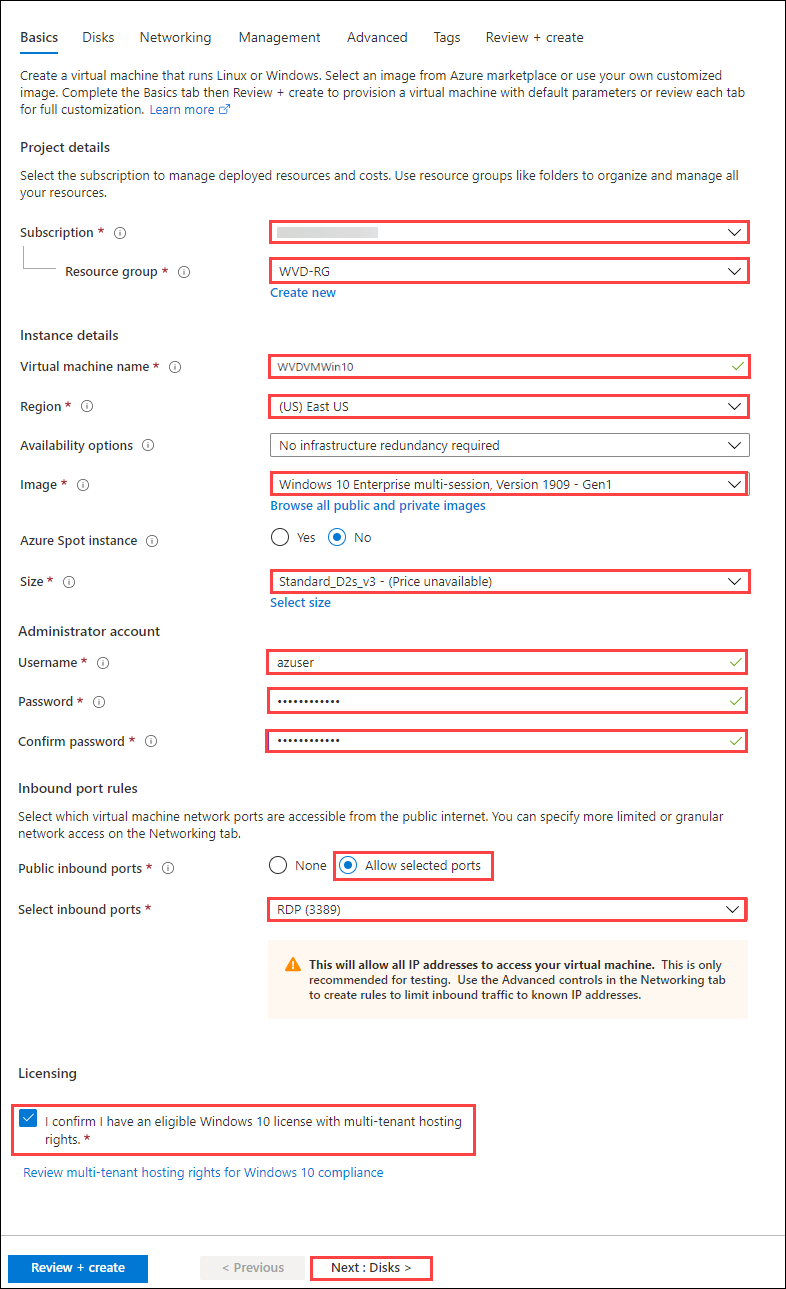 Basics Disks Networking Management Advanced Tags Review + create
Create a virtual machine that runs Linux or Windows. Select an image from Azure marketplace or use your own customized
image. Complete the Basics tab then Review + create to provision a virtual machine with default parameters or review each tab
for full customization. Learn more
Project details
Select the subscription to manage deployed resources and costs. Use resource groups like folders to organize and manage all
your resources.
Subscription *
Resource group * WVD-RG
Create new
Instance details
Virtual machine name * WVDVMWin10
Region * (US) East US
Availability options No infrastructure redundancy required
Image * Windows 10 Enterprise multi-session, Version 1909 - Gen1
Browse all public and private images
Azure Spot instance Yes No
Size * Standard_D2s_v3 - (Price unavailable)
Select size
Administrator account
Username * azuser
Password * ••••••••••••
Confirm password * ••••••••••••
Inbound port rules
Select which virtual machine network ports are accessible from the public internet. You can specify more limited or granular
network access on the Networking tab.
Public inbound ports * None Allow selected ports
Select inbound ports * RDP (3389)
This will allow all IP addresses to access your virtual machine. This is only
recommended for testing. Use the Advanced controls in the Networking tab
to create rules to limit inbound traffic to known IP addresses.
Licensing
I confirm I have an eligible Windows 10 license with multi-tenant hosting
rights. *
Review multi-tenant hosting rights for Windows 10 compliance
Review + create < Previous Next : Disks >